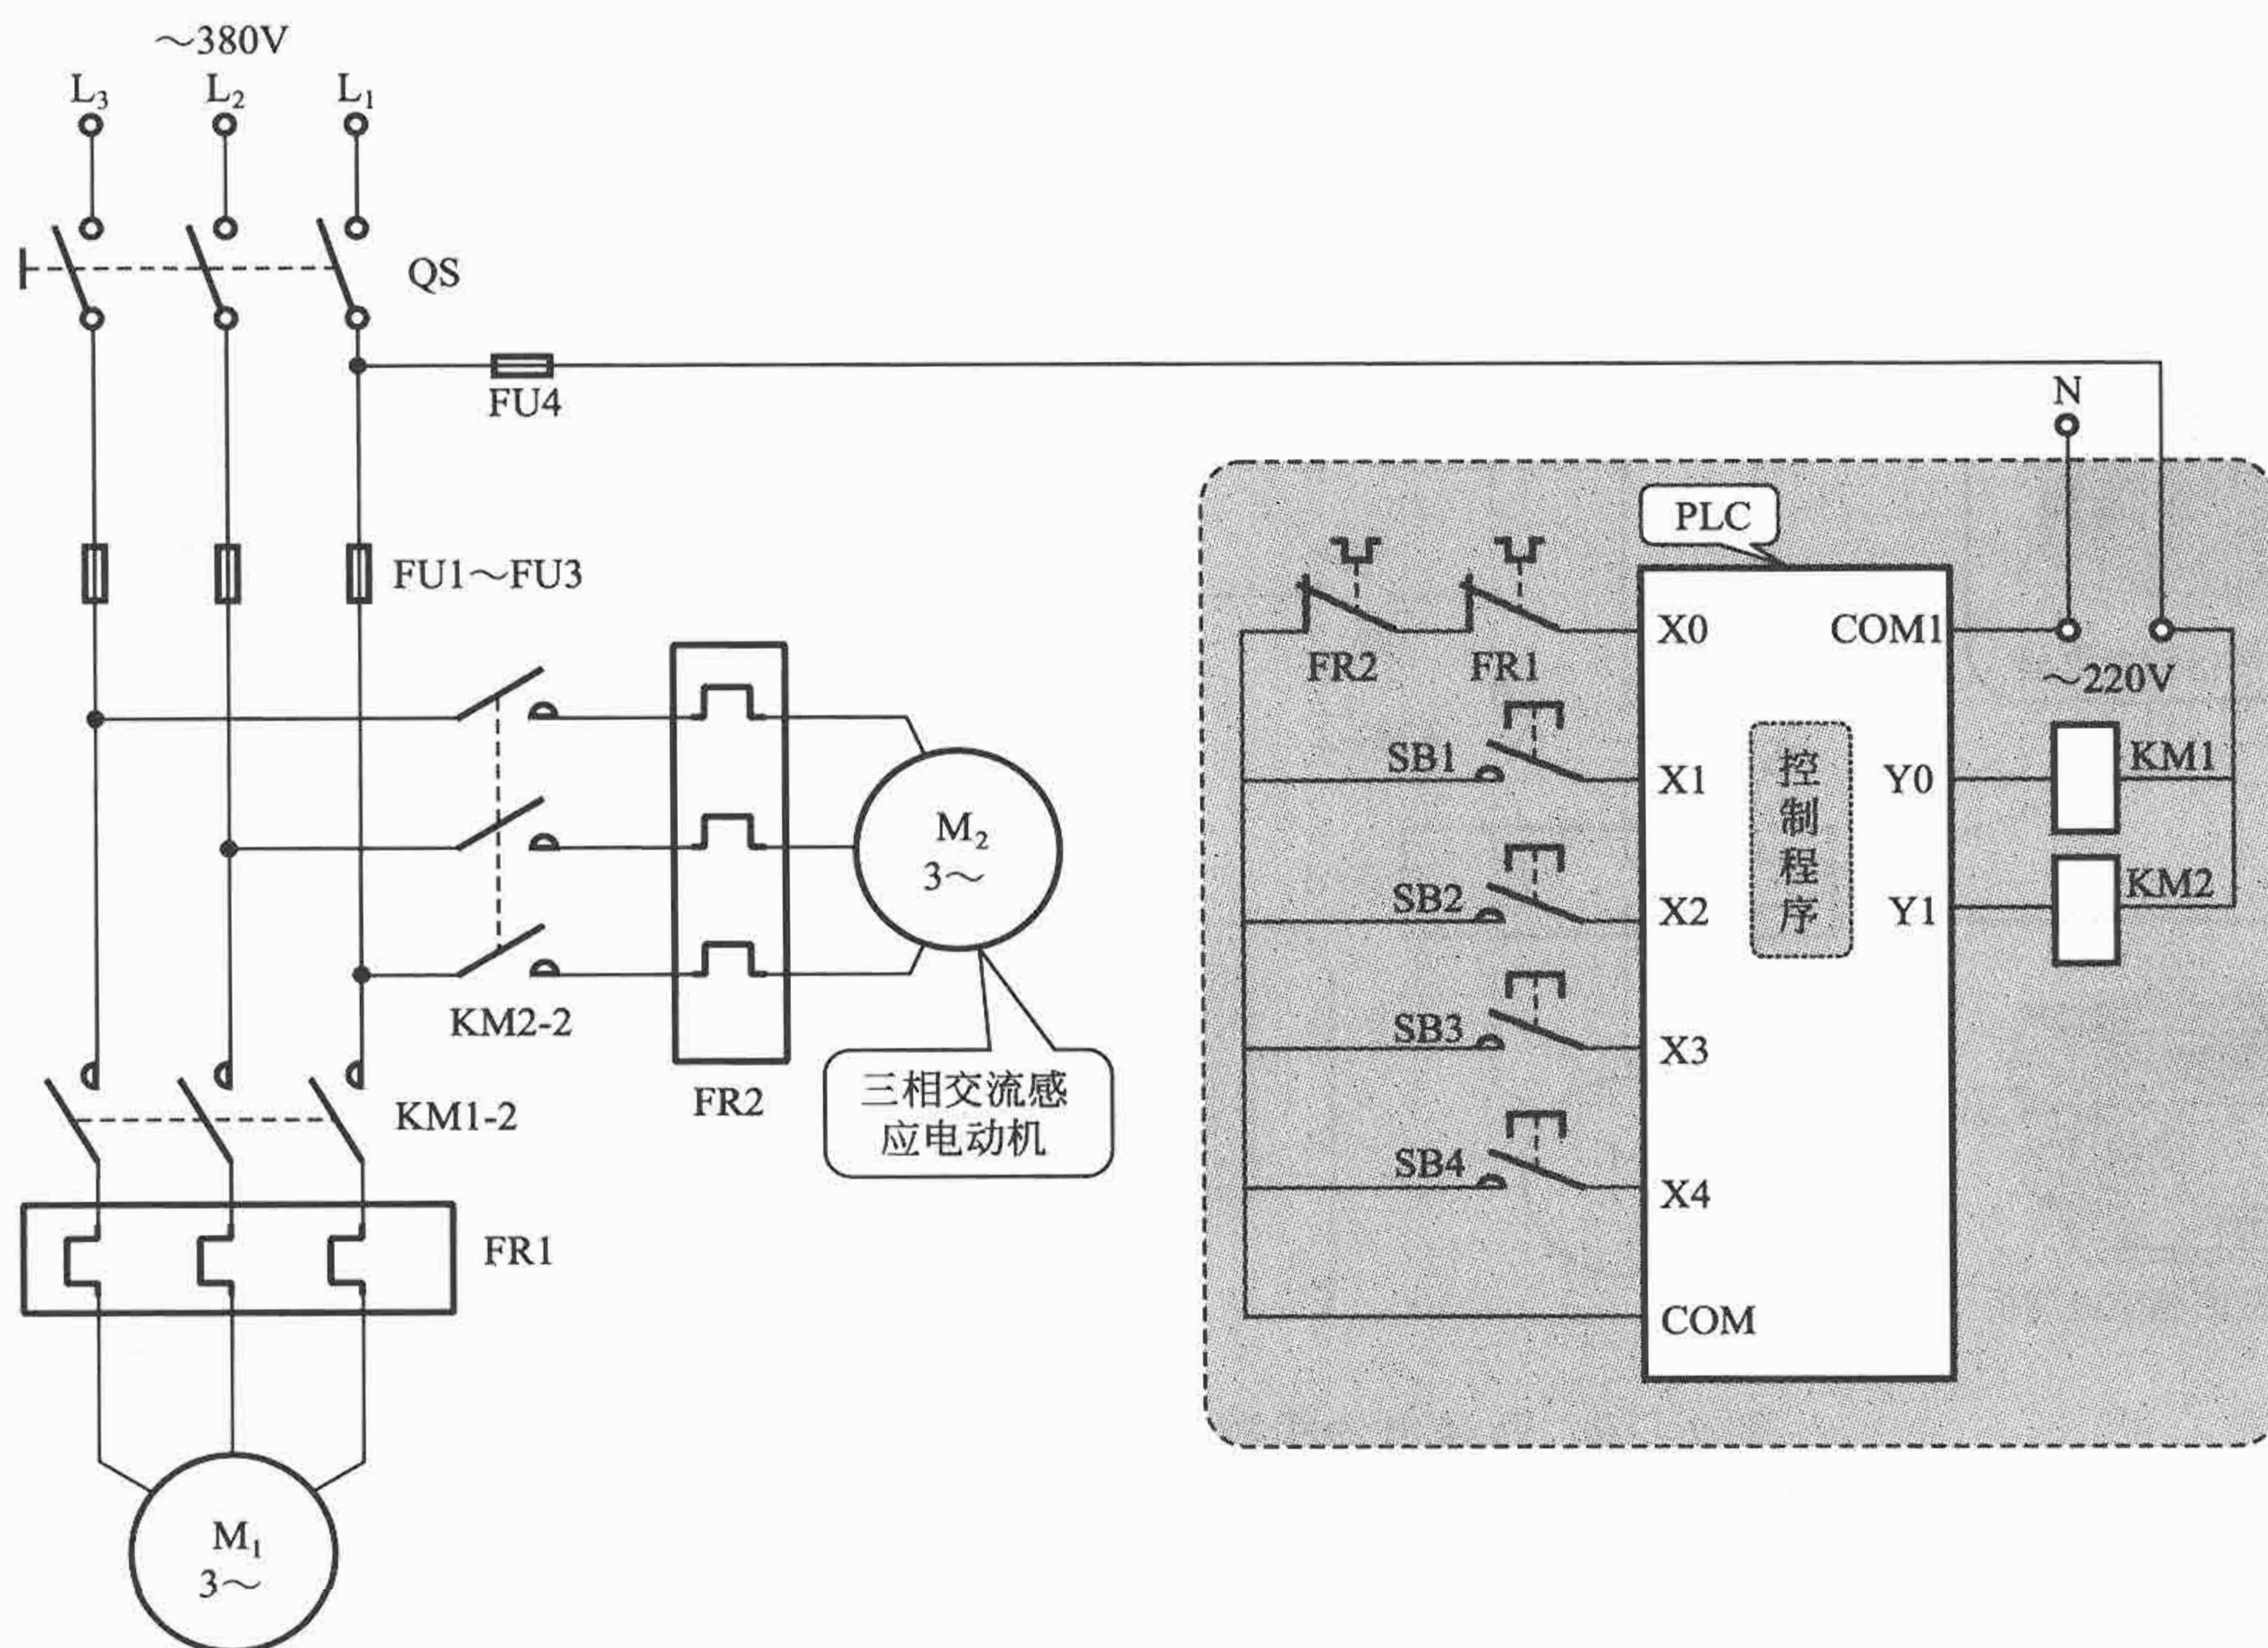 ～380V
L₃ L₂ L₁
QS
FU4
N
PLC
FU1～FU3
X0 COM1
FR2 FR1
～220V
SB1 X1
控制程序
Y0 KM1
M₂
3～
SB2 X2
Y1 KM2
KM2-2
SB3 X3
FR2
三相交流感
应电动机
KM1-2
SB4 X4
FR1
COM
M₁
3～